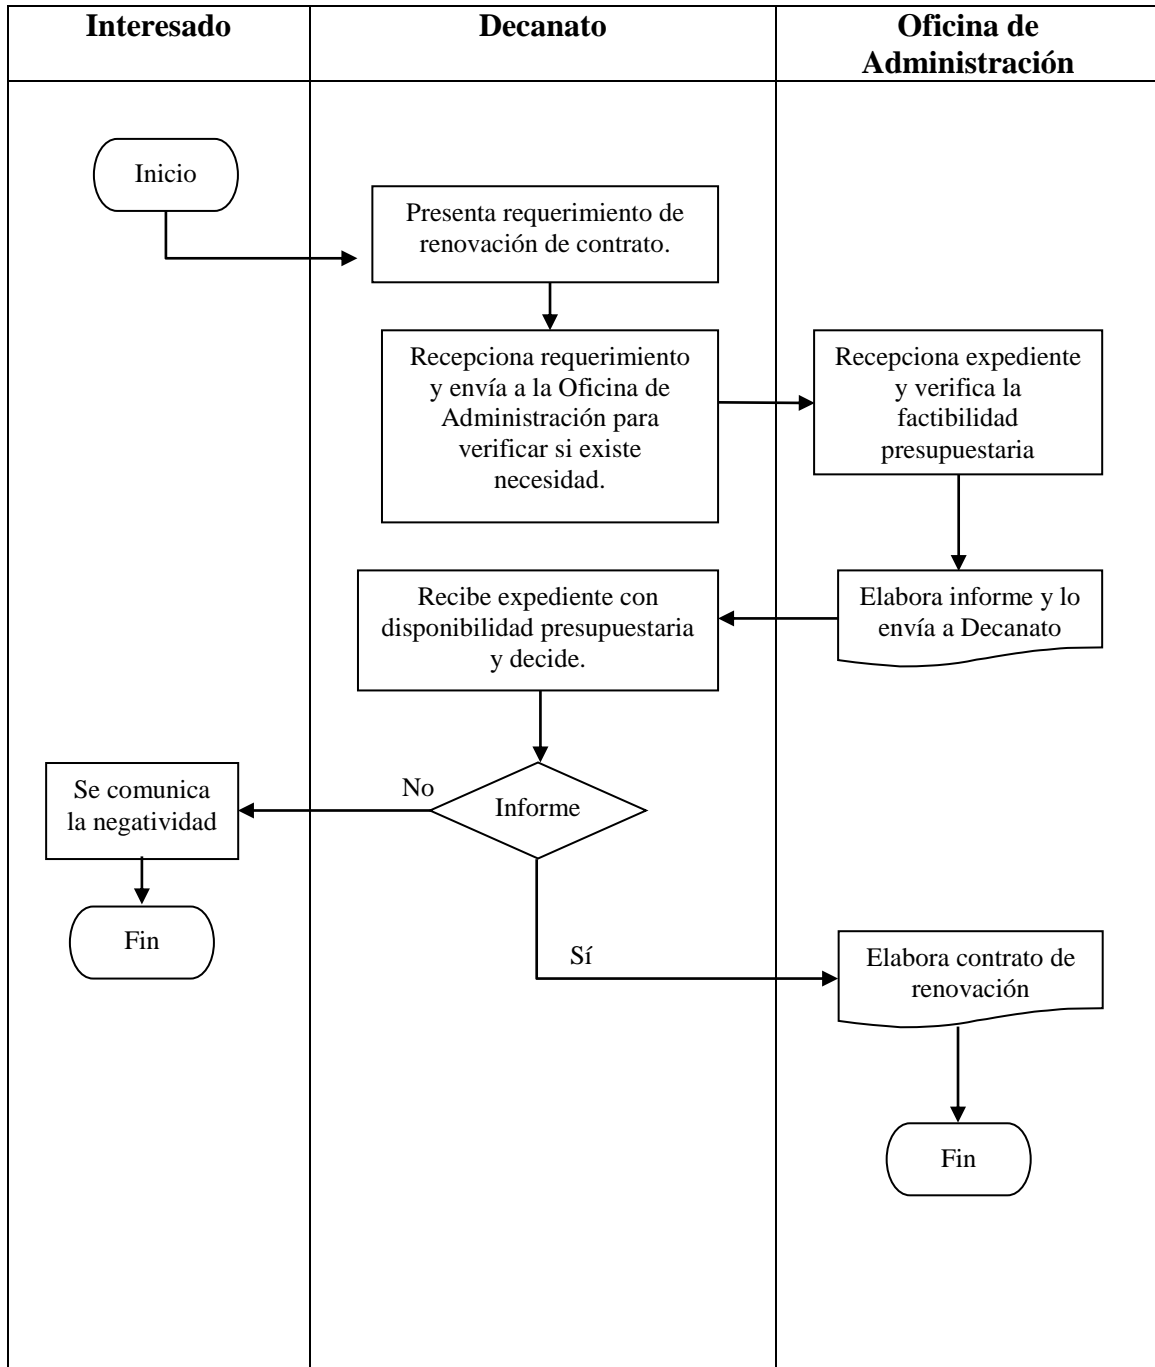 Interesado
Decanato
Oficina de
Administración
Inicio
Presenta requerimiento de
renovación de contrato.
Recepciona requerimiento
y envía a la Oficina de
Administración para
verificar si existe
necesidad.
Recepciona expediente
y verifica la
factibilidad
presupuestaria
Recibe expediente con
disponibilidad presupuestaria
y decide.
Elabora informe y lo
envía a Decanato
Se comunica
la negatividad
No
Informe
Fin
Sí
Elabora contrato de
renovación
Fin